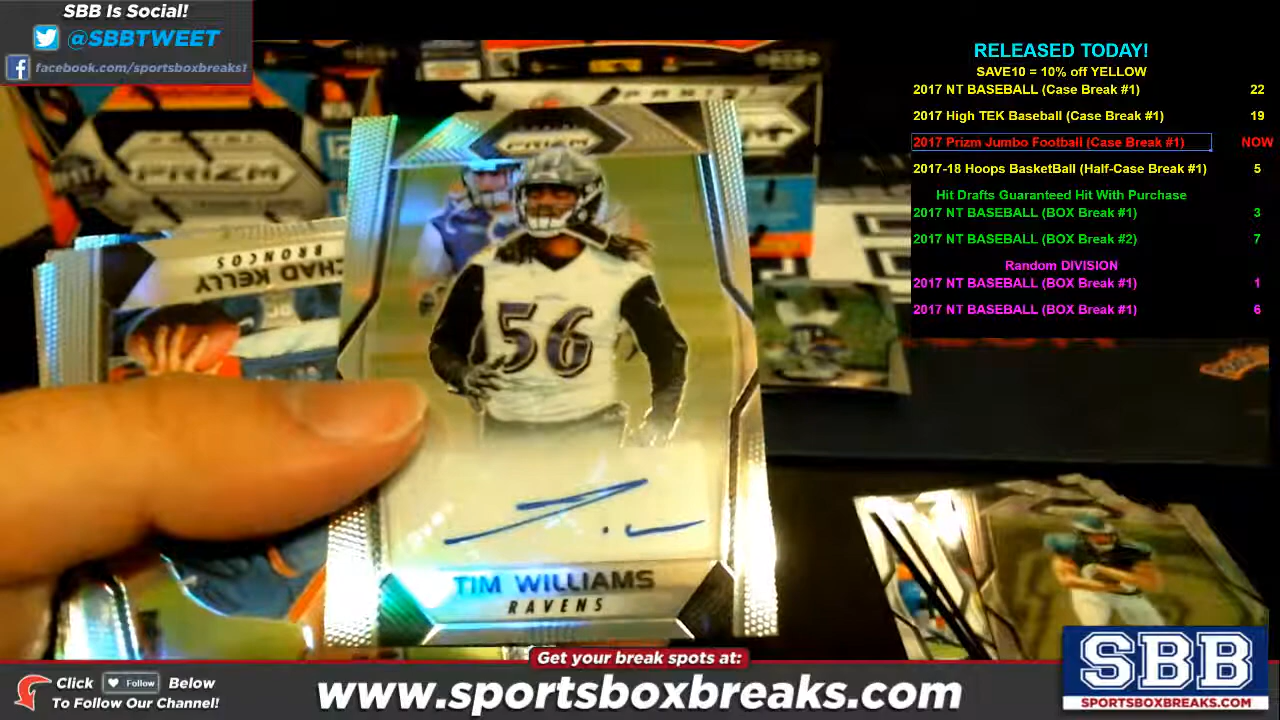 SBB Is Social!
@SBBTWEET
facebook.com/sportsboxbreaks1
RELEASED TODAY!
SAVE10 = 10% off YELLOW
2017 NT BASEBALL (Case Break #1) 22
2017 High TEK Baseball (Case Break #1) 19
2017 Prizm Jumbo Football (Case Break #1) NOW
2017-18 Hoops BasketBall (Half-Case Break #1) 5
Hit Drafts Guaranteed Hit With Purchase
2017 NT BASEBALL (BOX Break #1) 3
2017 NT BASEBALL (BOX Break #2) 7
Random DIVISION
2017 NT BASEBALL (BOX Break #1) 1
2017 NT BASEBALL (BOX Break #1) 6
PANINI
PRIZM
PRIZM
BRONCOS
CHAD KELLY
56
TIM WILLIAMS
RAVENS
Get your break spots at:
Click Follow Below
To Follow Our Channel!
www.sportsboxbreaks.com
SBB
SPORTSBOXBREAKS.COM